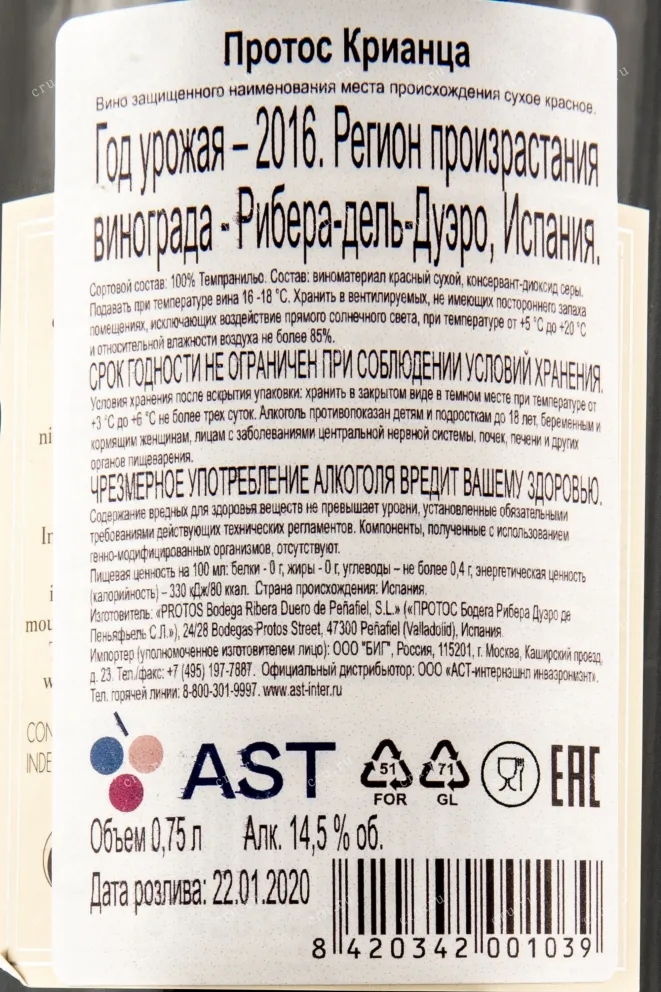 Протос Крианца
Вино защищенного наименования места происхождения сухое красное.
Год урожая – 2016. Регион произрастания
винограда - Рибера-дель-Дуэро, Испания.
Сортовой состав: 100% Темпранильо. Состав: виноматериал красный сухой, консервант-диоксид серы.
Подавать при температуре вина 16 -18 °C. Хранить в вентилируемых, не имеющих постороннего запаха
помещениях, исключающих воздействие прямого солнечного света, при температуре от +5 °C до +20 °C
и относительной влажности воздуха не более 85%.
СРОК ГОДНОСТИ НЕ ОГРАНИЧЕН ПРИ СОБЛЮДЕНИИ УСЛОВИЙ ХРАНЕНИЯ.
Условия хранения после вскрытия упаковки: хранить в закрытом виде в темном месте при температуре от
+3 °C до +6 °C не более трех суток. Алкоголь противопоказан детям и подросткам до 18 лет, беременным и
кормящим женщинам, лицам с заболеваниями центральной нервной системы, почек, печени и других
органов пищеварения.
ЧРЕЗМЕРНОЕ УПОТРЕБЛЕНИЕ АЛКОГОЛЯ ВРЕДИТ ВАШЕМУ ЗДОРОВЬЮ.
Содержание вредных для здоровья веществ не превышает уровни, установленные обязательными
требованиями действующих технических регламентов. Компоненты, полученные с использованием
генно-модифицированных организмов, отсутствуют.
Пищевая ценность на 100 мл: белки - 0 г, жиры - 0 г, углеводы – не более 0,4 г, энергетическая ценность
(калорийность) – 330 кДж/80 ккал. Страна происхождения: Испания.
Изготовитель: «PROTOS Bodega Ribera Duero de Peñafiel, S.L.» («ПРОТОС Бодега Рибера Дуэро де
Пеньяфьель С.Л.»), 24/28 Bodegas-Protos Street, 47300 Peñafiel (Valladolid), Испания.
Импортер (уполномоченное изготовителем лицо): ООО "БИГ", Россия, 115201, г. Москва, Каширский проезд,
д. 23. Тел./факс: +7 (495) 197-7887. Официальный дистрибьютор: ООО «АСТ-интернэшнл инваэронмэнт».
Тел. горячей линии: 8-800-301-9997. www.ast-inter.ru
AST
51
FOR
71
GL
EAC
Объем 0,75 л Алк. 14,5 % об.
Дата розлива: 22.01.2020
8 420342 001039